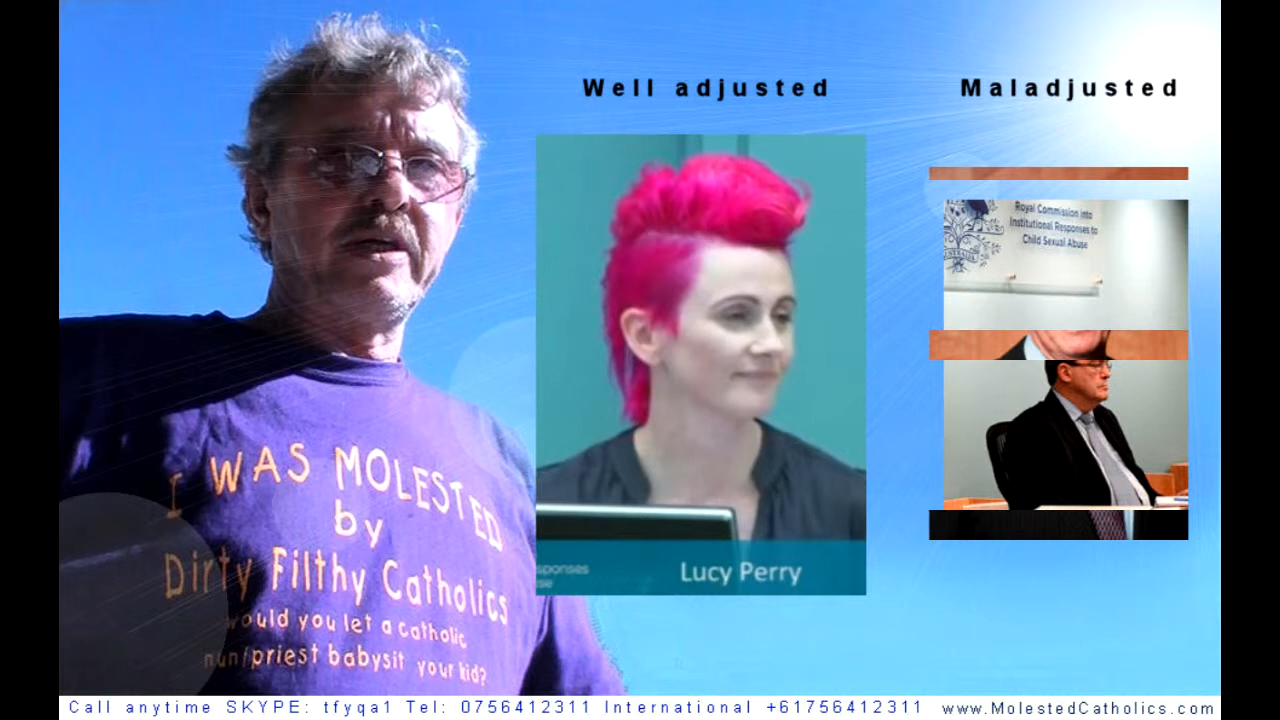 Well adjusted
Maladjusted
Royal Commission into
Institutional Responses to
Child Sexual Abuse
I WAS MOLESTED
by
Dirty Filthy Catholics
would you let a catholic
nun/priest babysit your kid?
Lucy Perry
Call anytime SKYPE: tfyqa1 Tel: 0756412311 International +61756412311 www.MolestedCatholics.com